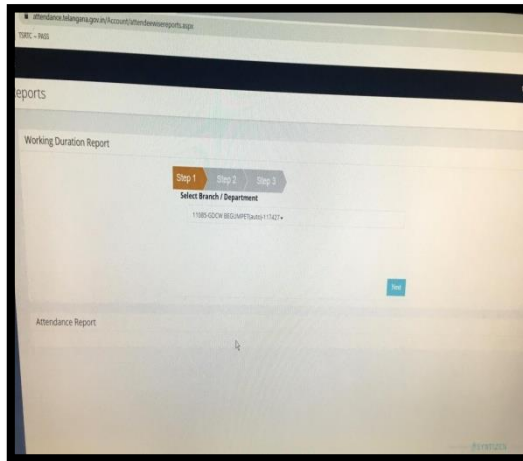 attendance.telangana.gov.in/Account/attendeewisereports.aspx
TSRTC - PASS
eports
Working Duration Report
Step 1 Step 2 Step 3
Select Branch / Department
Next
Attendance Report